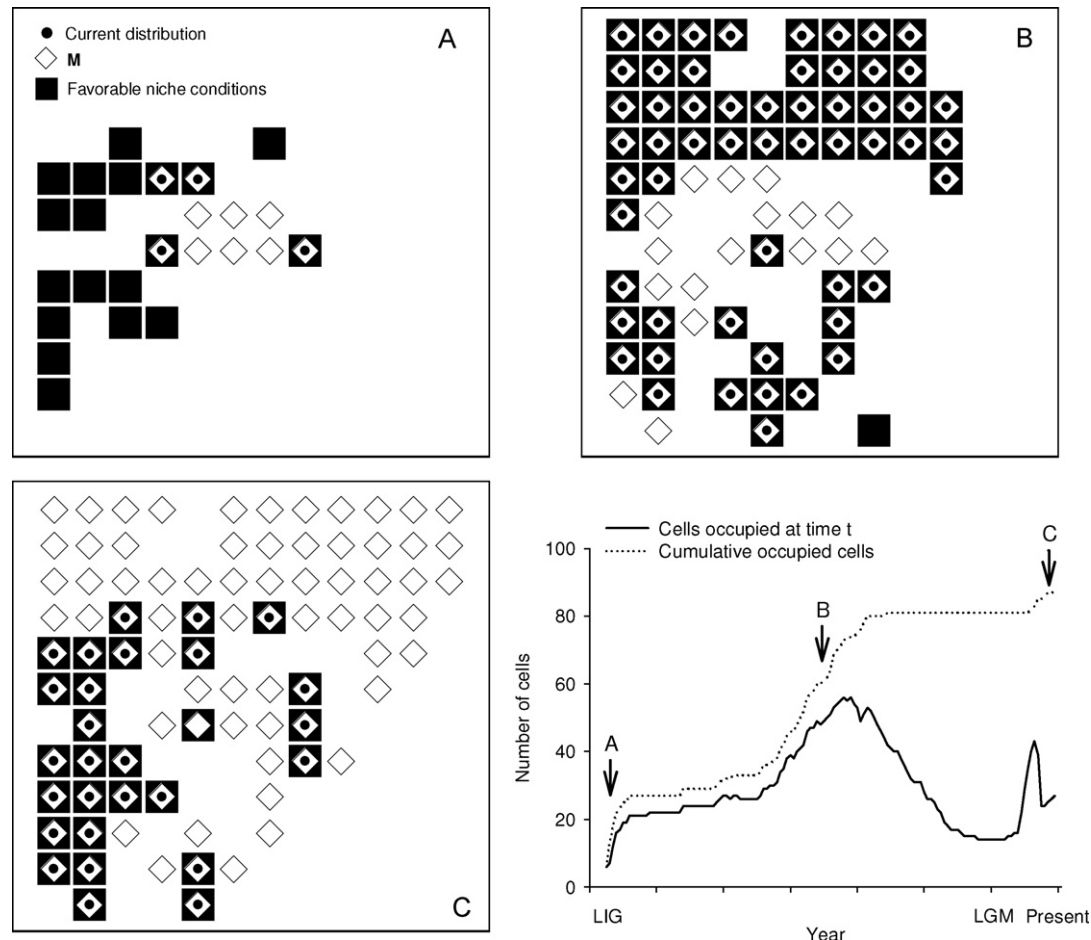 A
Current distribution
M
Favorable niche conditions
B
C
Cells occupied at time t
Cumulative occupied cells
C
100
80
B
60
Number of cells
40
A
20
0
LIG LGM Present
Year